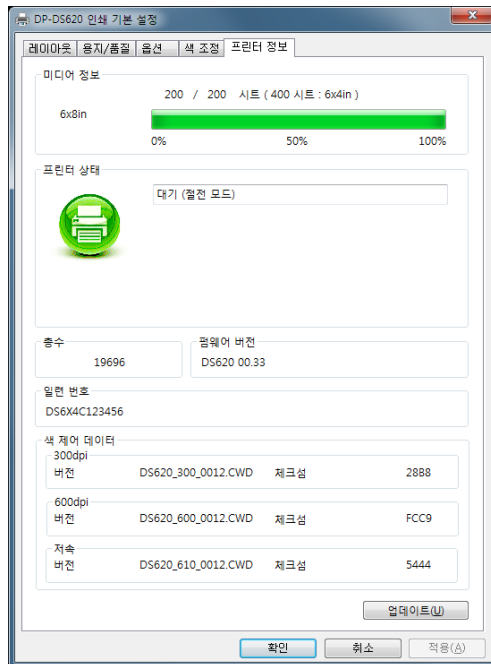 DP-DS620 인쇄 기본 설정
레이아웃 용지/품질 옵션 색 조정 프린터 정보
미디어 정보
200 / 200 시트 ( 400 시트 : 6x4in )
6x8in
0% 50% 100%
프린터 상태
대기 (절전 모드)
총수 펌웨어 버전
19696 DS620 00.33
일련 번호
DS6X4C123456
색 제어 데이터
300dpi
버전 DS620_300_0012.CWD 체크섬 28B8
600dpi
버전 DS620_600_0012.CWD 체크섬 FCC9
저속
버전 DS620_610_0012.CWD 체크섬 5444
업데이트(U)
확인 취소 적용(A)